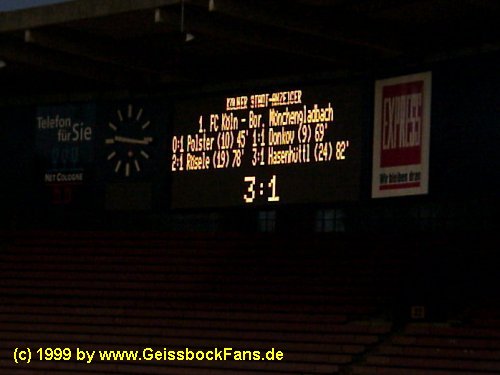 KÖLNER STADT-ANZEIGER
1. FC Köln - Bor. Mönchengladbach
0:1 Polster (10) 45' 1:1 Donkov (9) 69'
2:1 Rösele (19) 78' 3:1 Hasenhüttl (24) 82'
3:1
Telefon
für Sie
NET COLOGNE
EXPRESS
Wir bleiben dran
(c) 1999 by www.GeissbockFans.de